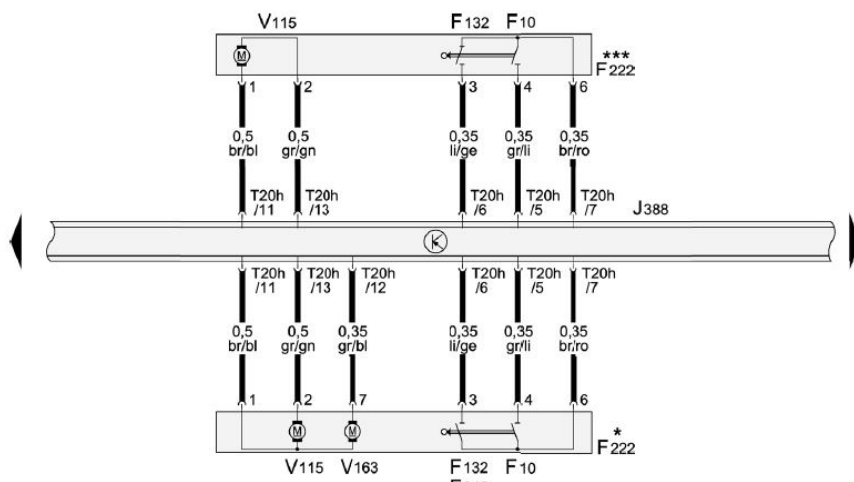 V115 F132 F10
M
***
F222
1 2 3 4 6
0,5 0,5 0,35 0,35 0,35
br/bl gr/gn li/ge gr/li br/ro
T20h T20h T20h T20h T20h
/11 /13 /6 /5 /7
J388
T20h T20h T20h T20h T20h T20h
/11 /13 /12 /6 /5 /7
0,5 0,5 0,35 0,35 0,35 0,35
br/bl gr/gn gr/bl li/ge gr/li br/ro
1 2 7 3 4 6
M M
*
F222
V115 V163 F132 F10